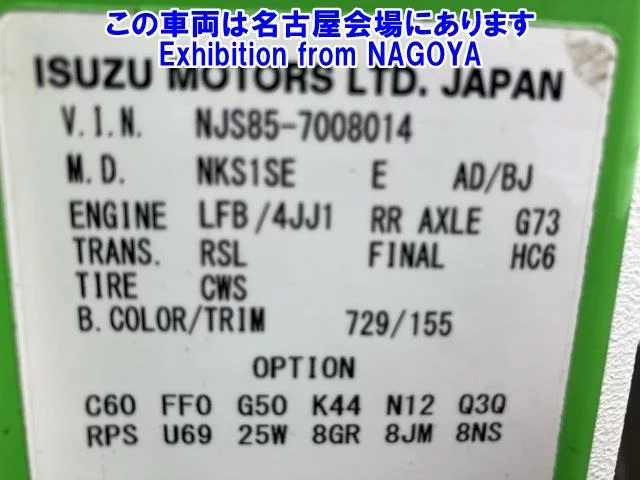 この車両は名古屋会場にあります
Exhibition from NAGOYA
ISUZU MOTORS LTD. JAPAN
V.I.N. NJS85-7008014
M.D. NKS1SE E AD/BJ
ENGINE LFB/4JJ1 RR AXLE G73
TRANS. RSL FINAL HC6
TIRE CWS
B.COLOR/TRIM 729/155
OPTION
C60 FF0 G50 K44 N12 Q3Q
RPS U69 25W 8GR 8JM 8NS